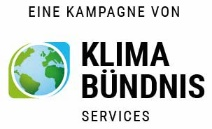 EINE KAMPAGNE VON
KLIMA
BÜNDNIS
SERVICES